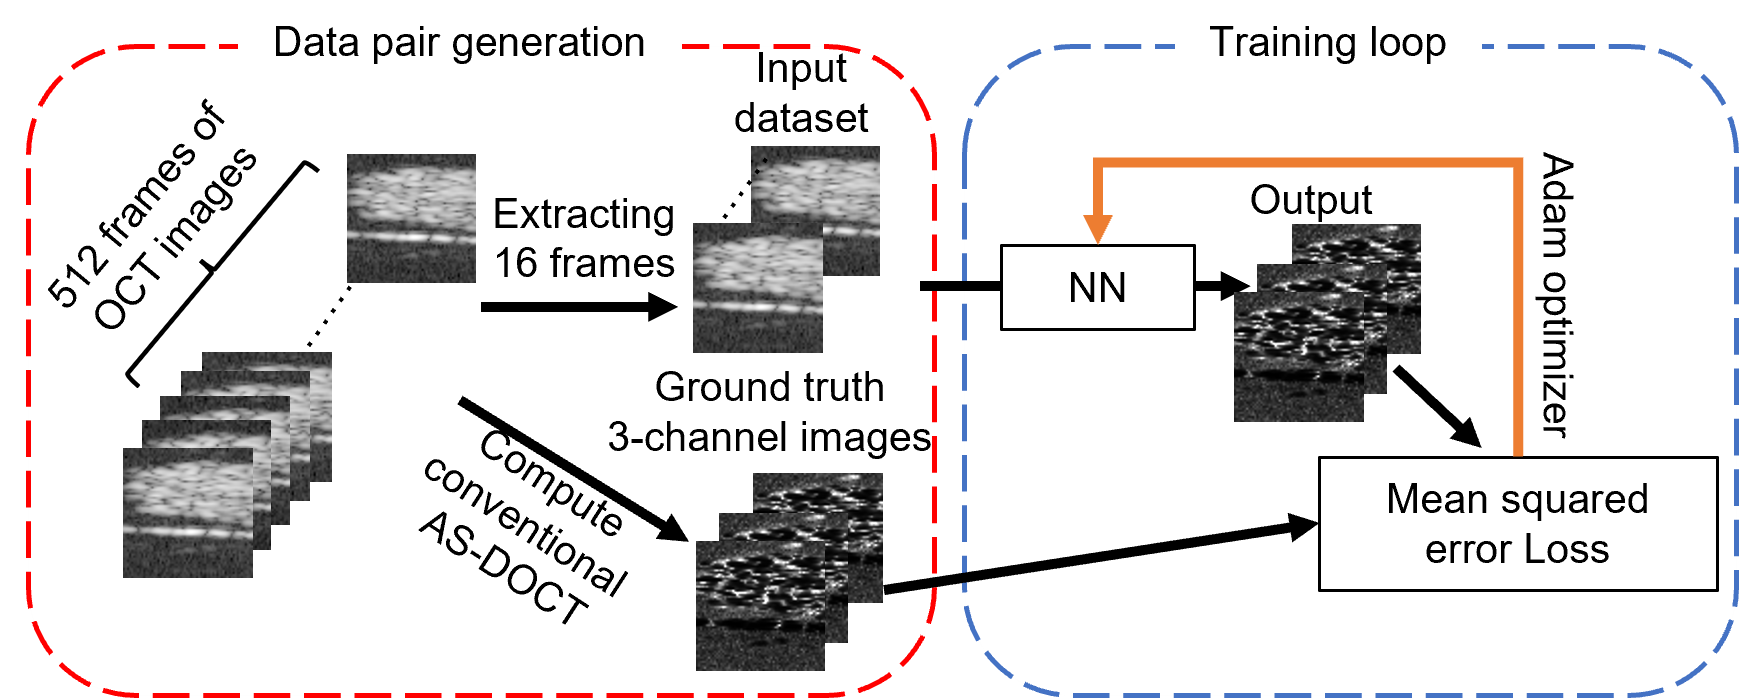 Data pair generation
512 frames of
OCT images
Extracting
16 frames
Input
dataset
Compute
conventional
AS-DOCT
Ground truth
3-channel images
Training loop
NN
Output
Adam optimizer
Mean squared
error Loss